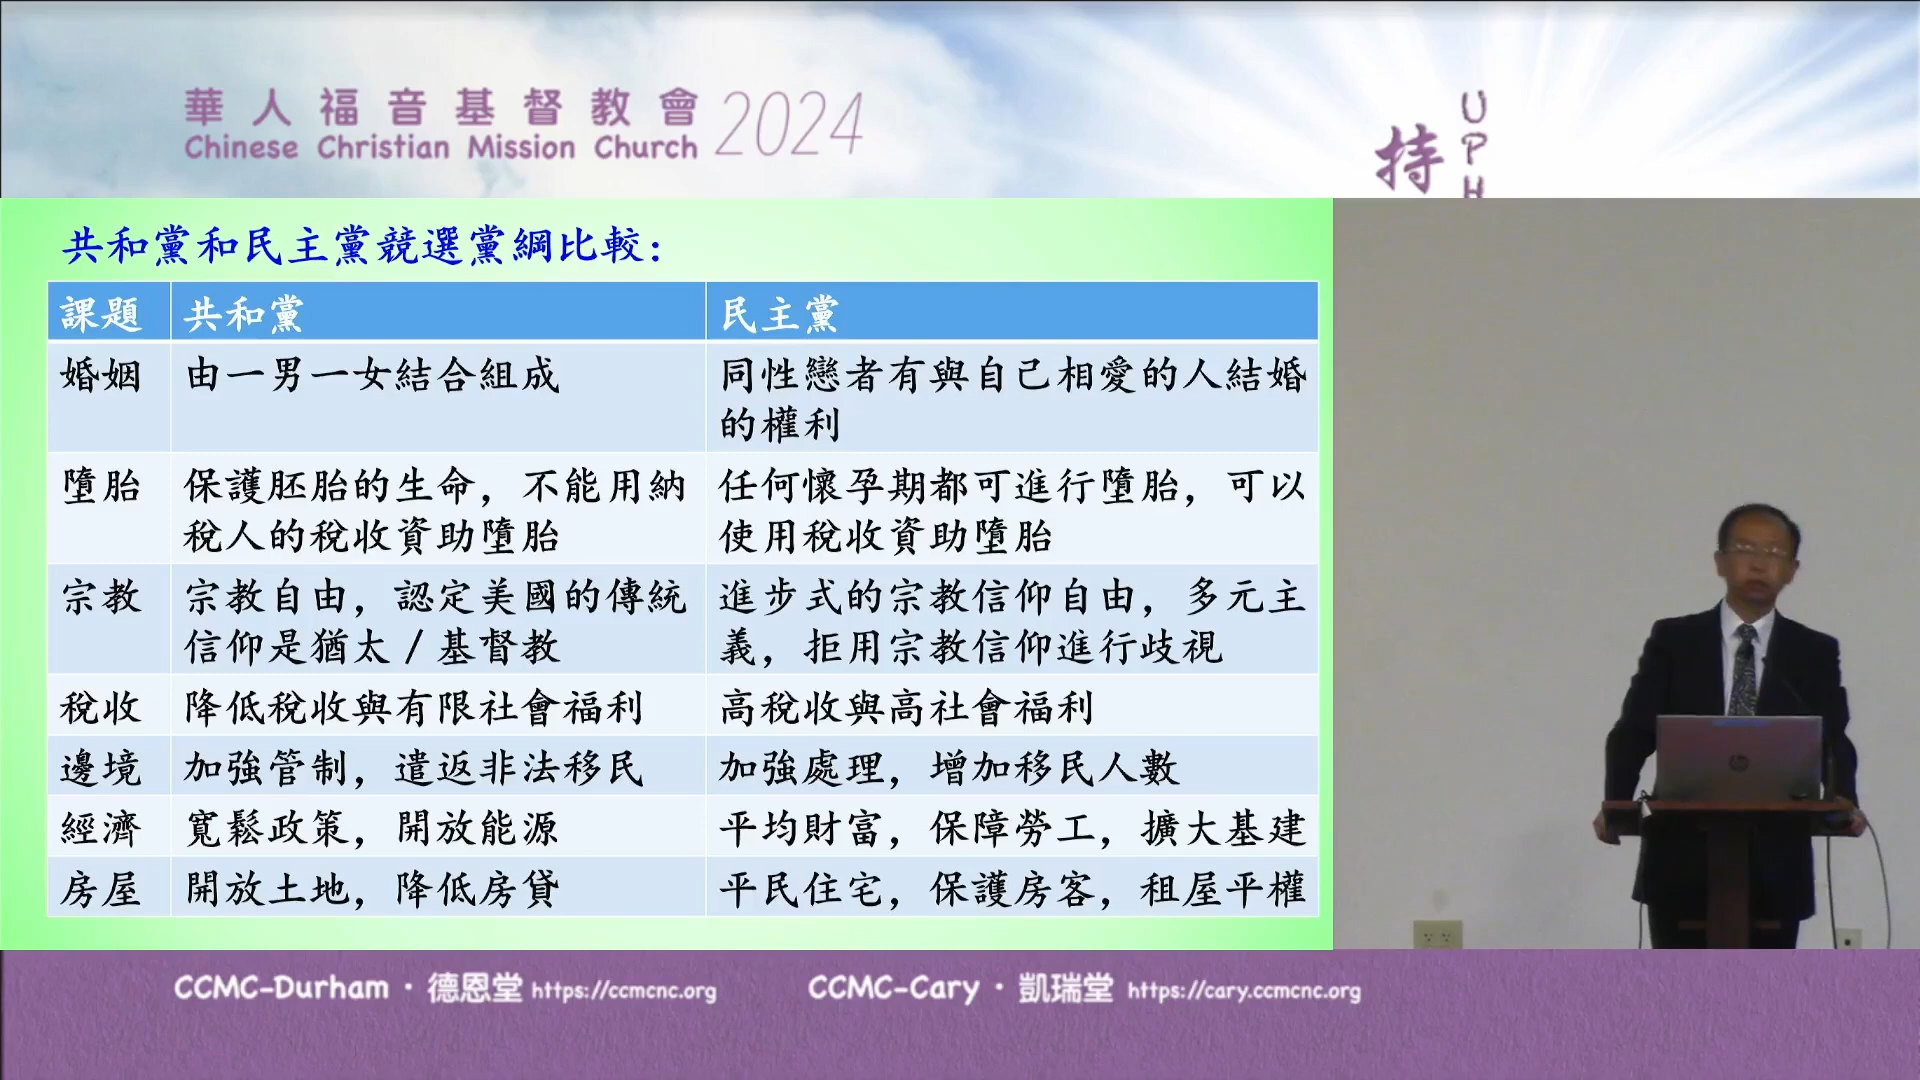 華人福音基督教會 2024
Chinese Christian Mission Church
持
UPH
共和黨和民主黨競選黨綱比較:
課題 共和黨 民主黨
婚姻 由一男一女結合組成 同性戀者有與自己相愛的人結婚
的權利
墮胎 保護胚胎的生命，不能用納 任何懷孕期都可進行墮胎，可以
稅人的稅收資助墮胎 使用稅收資助墮胎
宗教 宗教自由，認定美國的傳統 進步式的宗教信仰自由，多元主
信仰是猶太/基督教 義，拒用宗教信仰進行歧視
稅收 降低稅收與有限社會福利 高稅收與高社會福利
邊境 加強管制，遣返非法移民 加強處理，增加移民人數
經濟 寬鬆政策，開放能源 平均財富，保障勞工，擴大基建
房屋 開放土地，降低房貸 平民住宅，保護房客，租屋平權
hp
CCMC-Durham · 德恩堂 https://ccmcnc.org
CCMC-Cary · 凱瑞堂 https://cary.ccmcnc.org